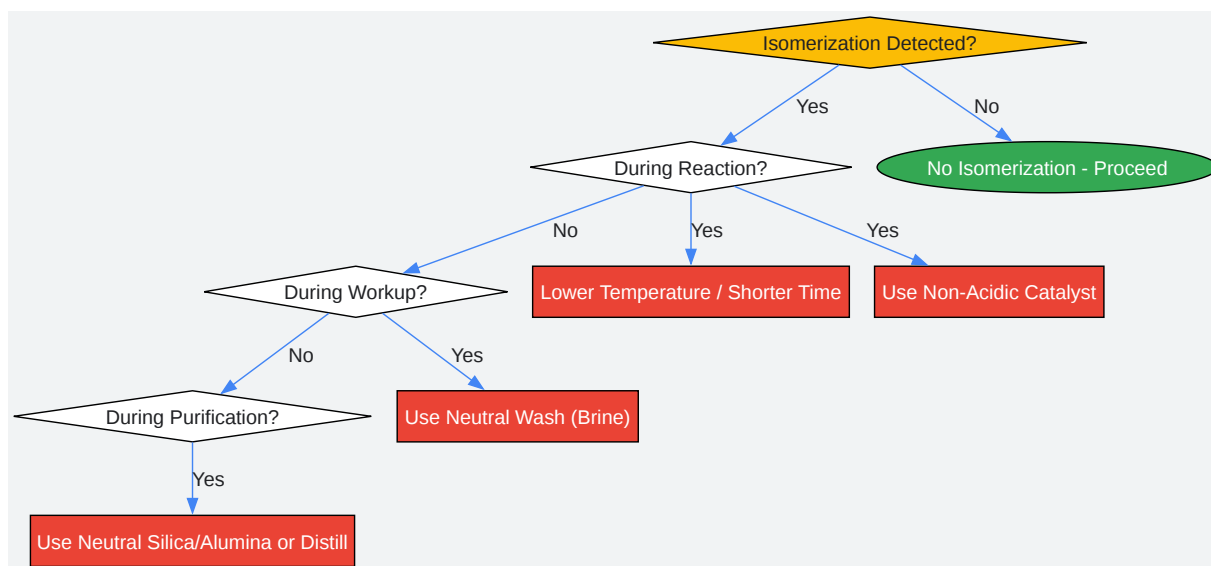 Isomerization Detected?
Yes
No
During Reaction?
No Isomerization - Proceed
No
Yes
Yes
During Workup?
Lower Temperature / Shorter Time
Use Non-Acidic Catalyst
No
Yes
During Purification?
Use Neutral Wash (Brine)
Yes
Use Neutral Silica/Alumina or Distill